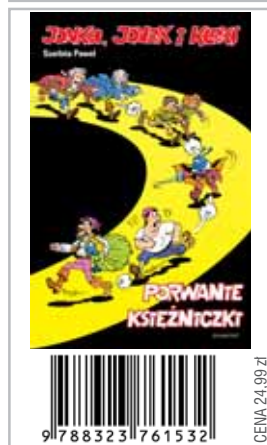 JONKA, JONEK I KLEKS
Szarlota Pawel
PORWANIE
KSIĘŻNICZKI
9 788323 761532
CENA 24.99 zł